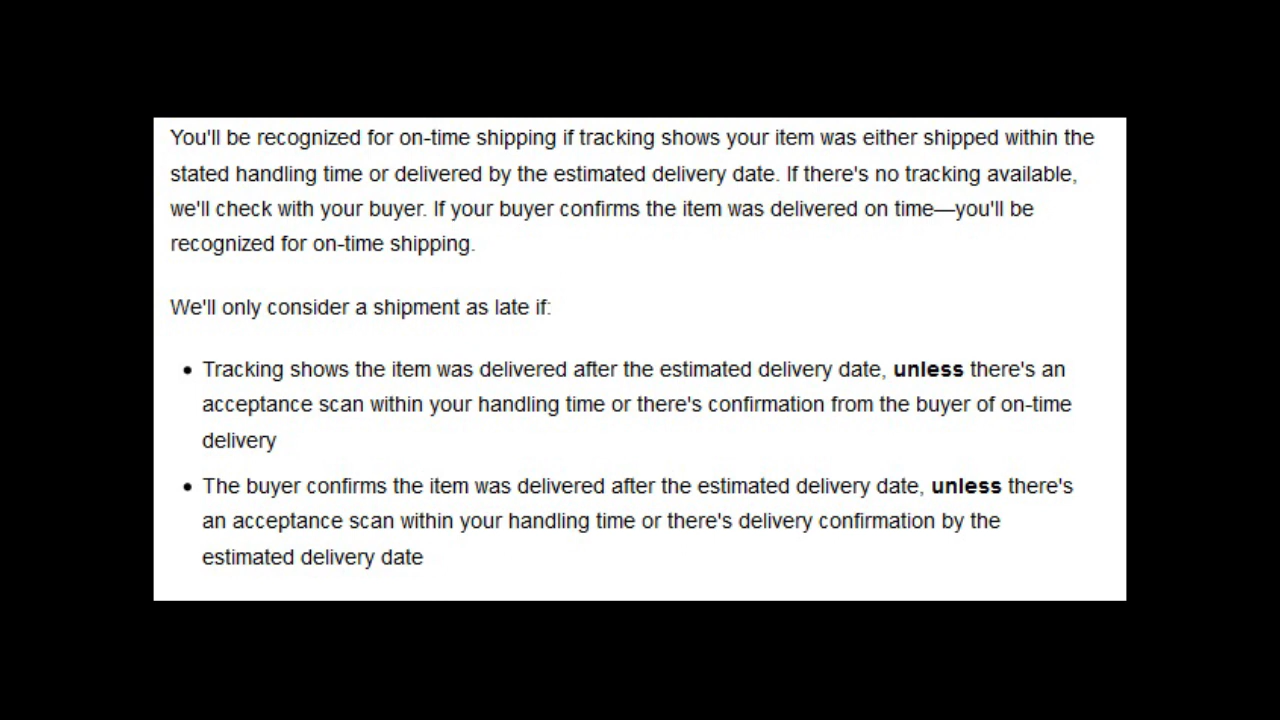 You'll be recognized for on-time shipping if tracking shows your item was either shipped within the
stated handling time or delivered by the estimated delivery date. If there's no tracking available,
we'll check with your buyer. If your buyer confirms the item was delivered on time—you'll be
recognized for on-time shipping.
We'll only consider a shipment as late if:
• Tracking shows the item was delivered after the estimated delivery date, unless there's an
acceptance scan within your handling time or there's confirmation from the buyer of on-time
delivery
• The buyer confirms the item was delivered after the estimated delivery date, unless there's
an acceptance scan within your handling time or there's delivery confirmation by the
estimated delivery date